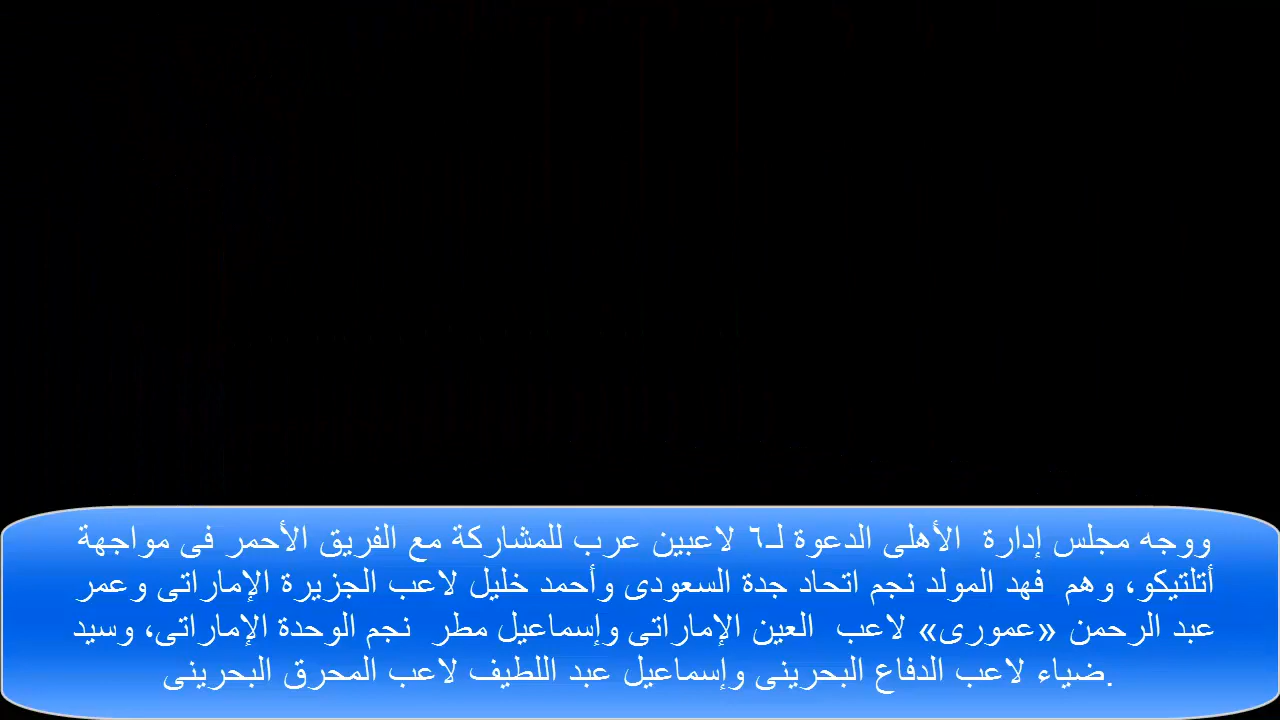 ووجه مجلس إدارة  الأهلى الدعوة لـ٦ لاعبين عرب للمشاركة مع الفريق الأحمر فى مواجهة
أتلتيكو، وهم  فهد المولد نجم اتحاد جدة السعودى وأحمد خليل لاعب الجزيرة الإماراتى وعمر
عبد الرحمن «عمورى» لاعب  العين الإماراتى وإسماعيل مطر  نجم الوحدة الإماراتى، وسيد
ضياء لاعب الدفاع البحرينى وإسماعيل عبد اللطيف لاعب المحرق البحرينى.